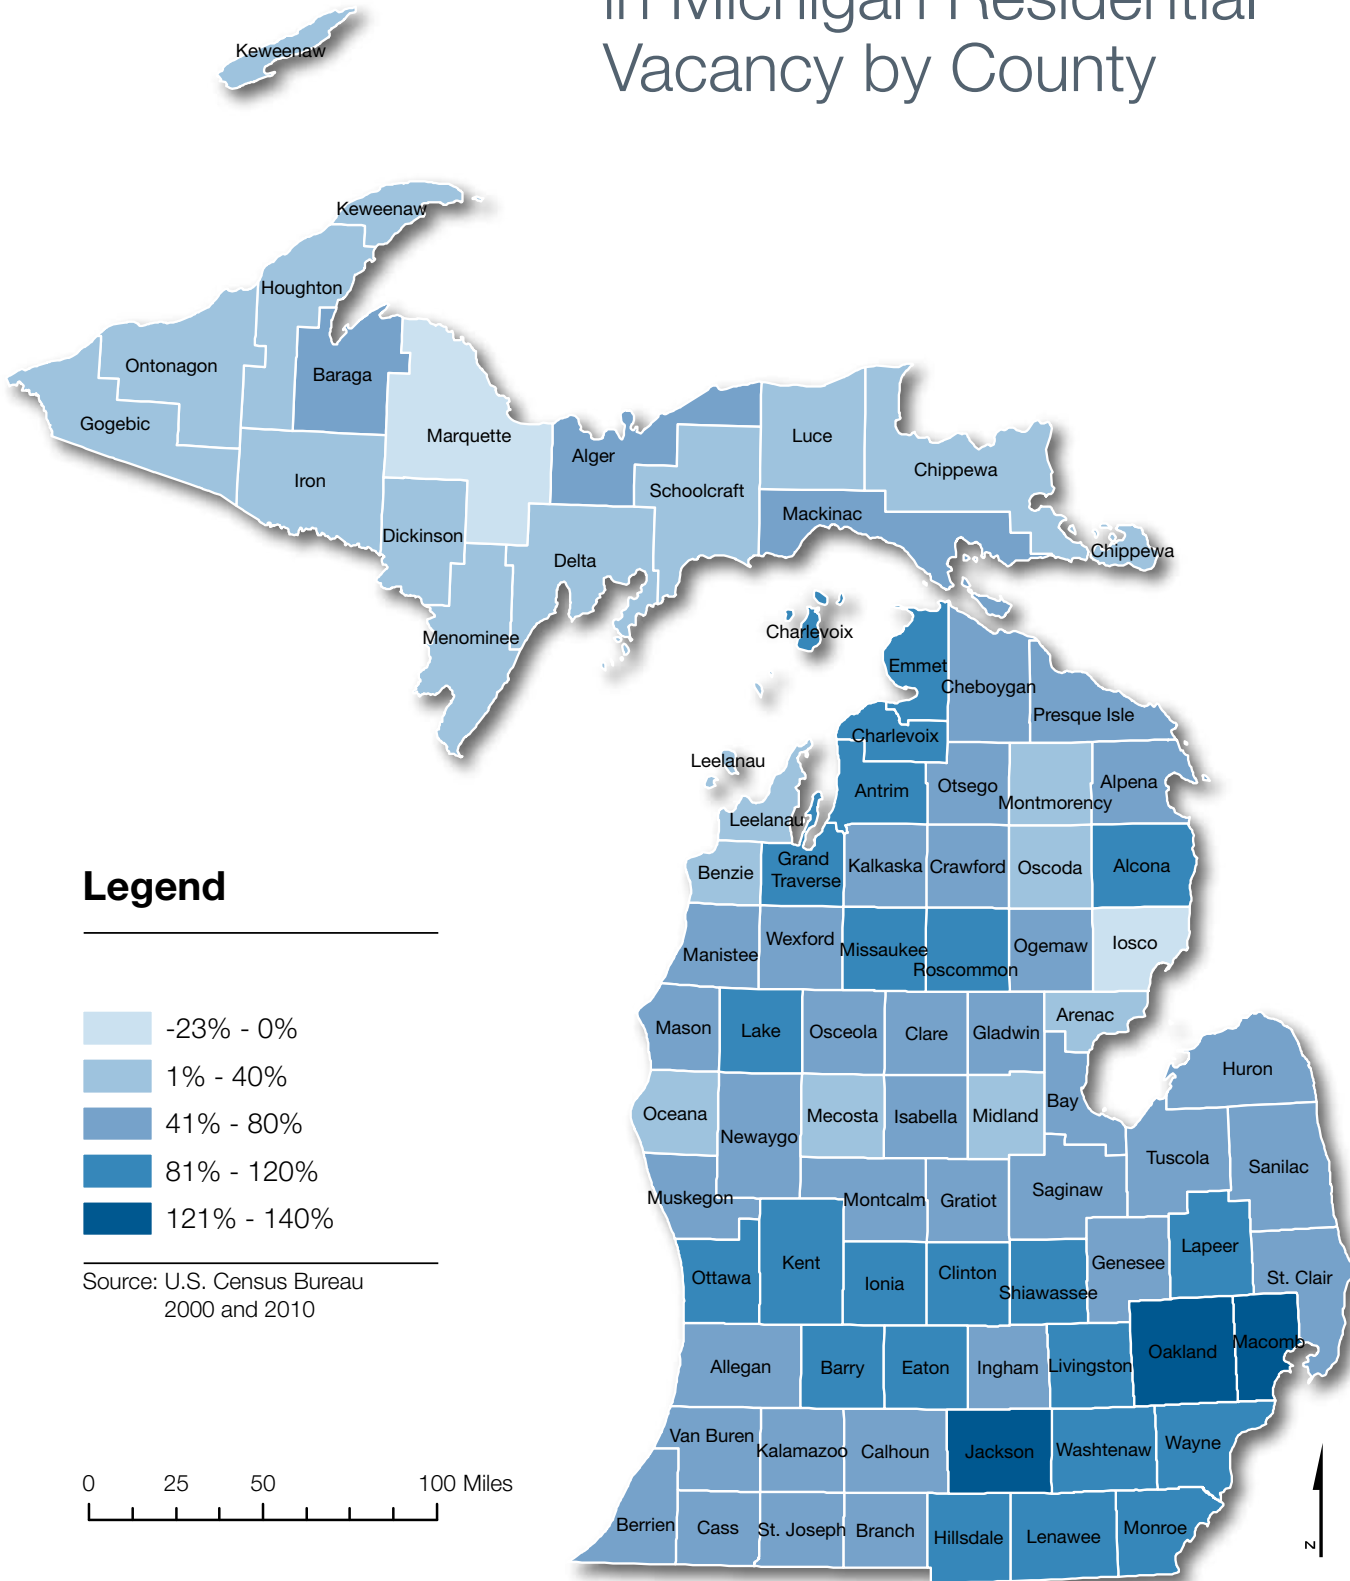 in Michigan Residential
Vacancy by County
Keweenaw
Keweenaw
Houghton
Ontonagon
Baraga
Gogebic
Marquette
Alger
Luce
Chippewa
Iron
Schoolcraft
Mackinac
Dickinson
Delta
Chippewa
Menominee
Charlevoix
Emmet
Cheboygan
Presque Isle
Charlevoix
Leelanau
Antrim
Otsego
Montmorency
Alpena
Leelanau
Benzie
Grand
Traverse
Kalkaska
Crawford
Oscoda
Alcona
Manistee
Wexford
Missaukee
Roscommon
Ogemaw
Iosco
Mason
Lake
Osceola
Clare
Gladwin
Arenac
Huron
Oceana
Newaygo
Mecosta
Isabella
Midland
Bay
Tuscola
Sanilac
Muskegon
Montcalm
Gratiot
Saginaw
Ottawa
Kent
Ionia
Clinton
Shiawassee
Genesee
Lapeer
St. Clair
Allegan
Barry
Eaton
Ingham
Livingston
Oakland
Macomb
Van Buren
Kalamazoo
Calhoun
Jackson
Washtenaw
Wayne
Berrien
Cass
St. Joseph
Branch
Hillsdale
Lenawee
Monroe
Legend
-23% - 0%
1% - 40%
41% - 80%
81% - 120%
121% - 140%
Source: U.S. Census Bureau
2000 and 2010
0 25 50 100 Miles
N